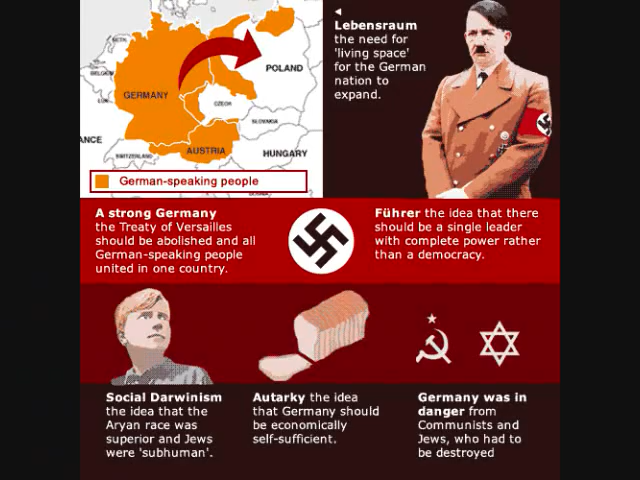 NETH.
BELGIUM
LUX.
GERMANY
POLAND
CZECH
SLOVAKIA
ANCE
SWITZERLAND
AUSTRIA
HUNGARY
German-speaking people
Lebensraum
the need for
'living space'
for the German
nation to
expand.
A strong Germany
the Treaty of Versailles
should be abolished and all
German-speaking people
united in one country.
Führer the idea that there
should be a single leader
with complete power rather
than a democracy.
Social Darwinism
the idea that the
Aryan race was
superior and Jews
were 'subhuman'.
Autarky the idea
that Germany should
be economically
self-sufficient.
Germany was in
danger from
Communists and
Jews, who had to
be destroyed